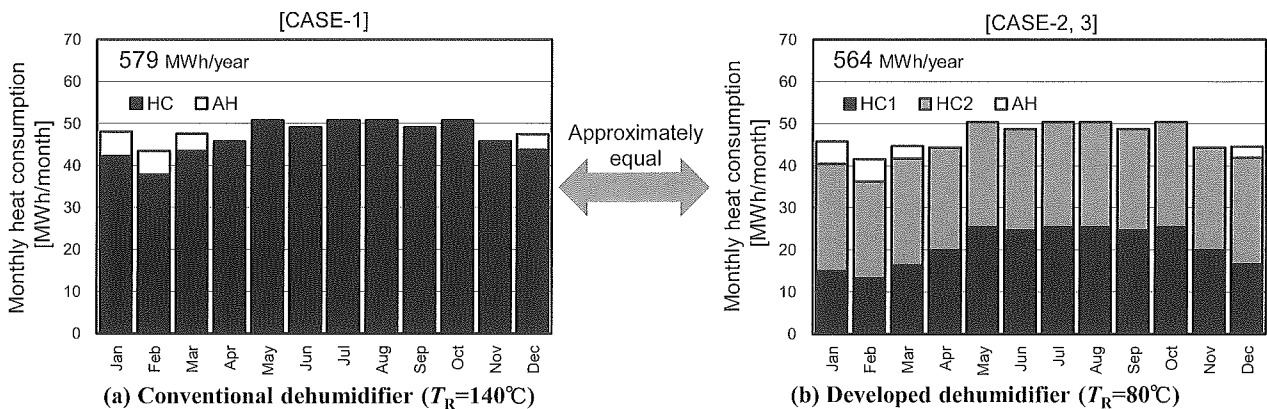 [CASE-1]
Monthly heat consumption
[MWh/month]
70
60
50
40
30
20
10
0
579 MWh/year
HC AH
Jan Feb Mar Apr May Jun Jul Aug Sep Oct Nov Dec
(a) Conventional dehumidifier (TR=140℃)
Approximately
equal
[CASE-2, 3]
Monthly heat consumption
[MWh/month]
70
60
50
40
30
20
10
0
564 MWh/year
HC1 HC2 AH
Jan Feb Mar Apr May Jun Jul Aug Sep Oct Nov Dec
(b) Developed dehumidifier (TR=80℃)